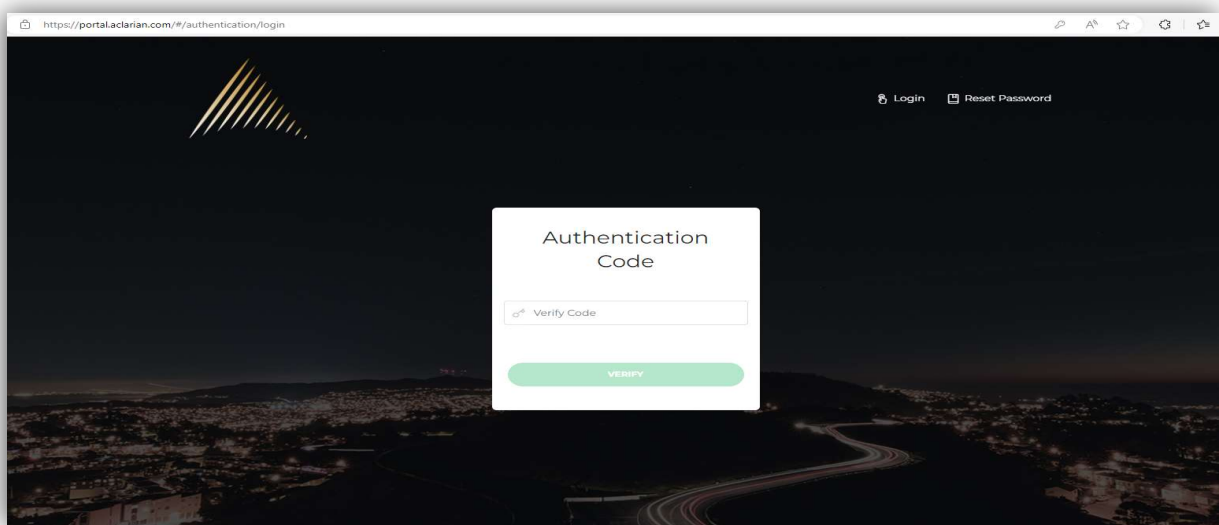 https://portal.aclarian.com/#/authentication/login
Login Reset Password
Authentication
Code
Verify Code
VERIFY